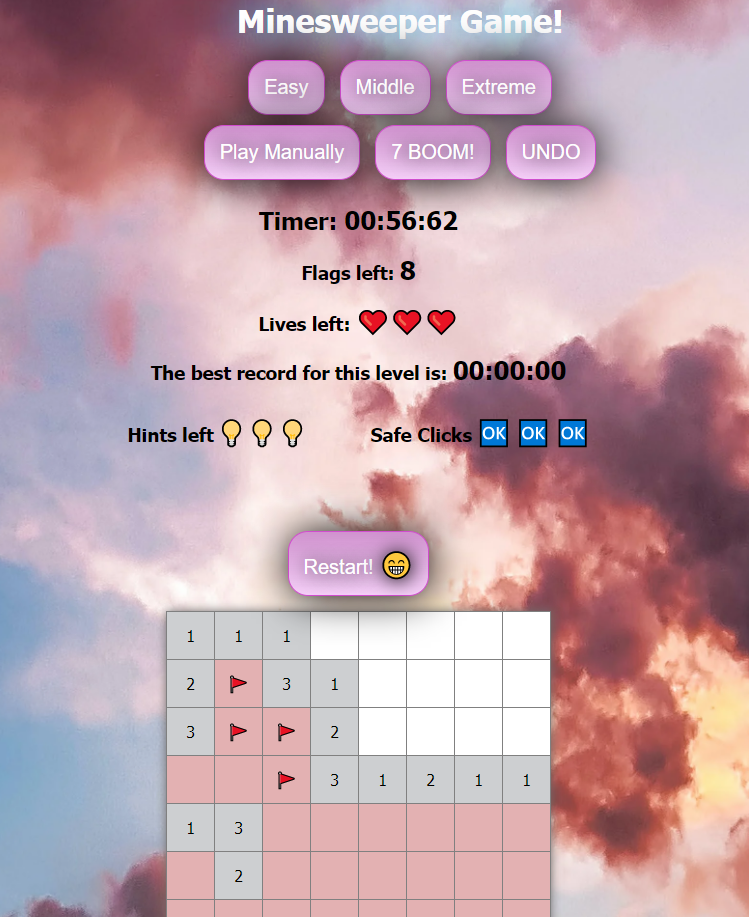 Minesweeper Game!
Easy Middle Extreme
Play Manually 7 BOOM! UNDO
Timer: 00:56:62
Flags left: 8
Lives left:
The best record for this level is: 00:00:00
Hints left Safe Clicks OK OK OK
Restart!
1 1 1
2 3 1
3 2
3 1 2 1 1
1 3
2